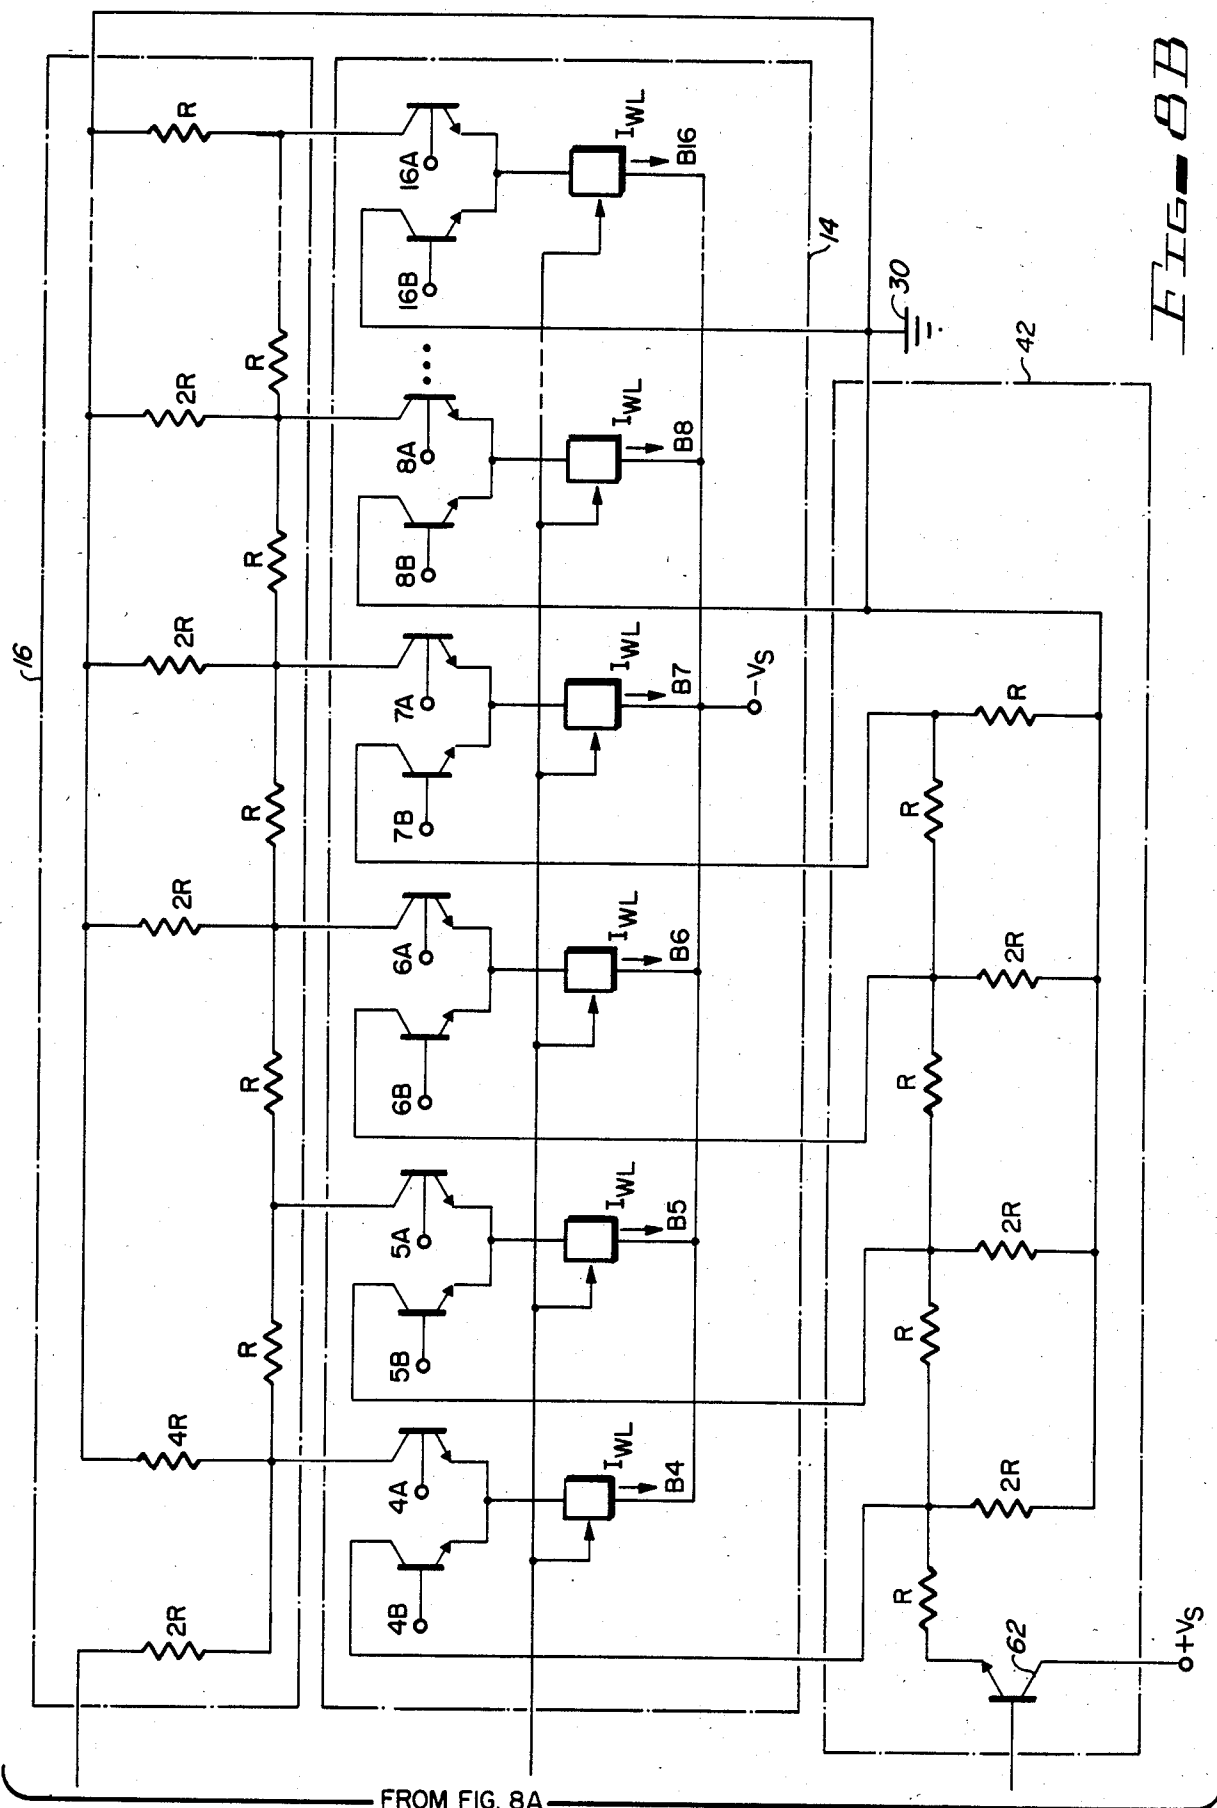 16
R
2R
R
2R
R
2R
R
R
4R
R
2R
16A
16B
8A
8B
7A
7B
6A
6B
5A
5B
4A
4B
IWL
B16
IWL
B8
IWL
B7
IWL
B6
IWL
B5
IWL
B4
14
30
-VS
42
R
R
2R
R
2R
R
2R
R
62
+VS
FROM FIG. 8A
FIG-8B